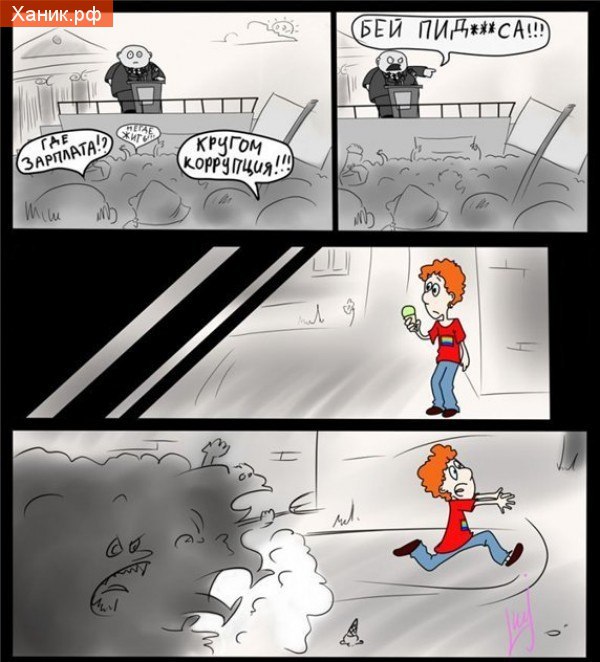 Ханик.рф
ГДЕ
ЗАРПЛАТА!?
НЕГДЕ
ЖИТЬ!!
КРУГОМ
КОРРУПЦИЯ!!!
БЕЙ ПИД***СА!!!